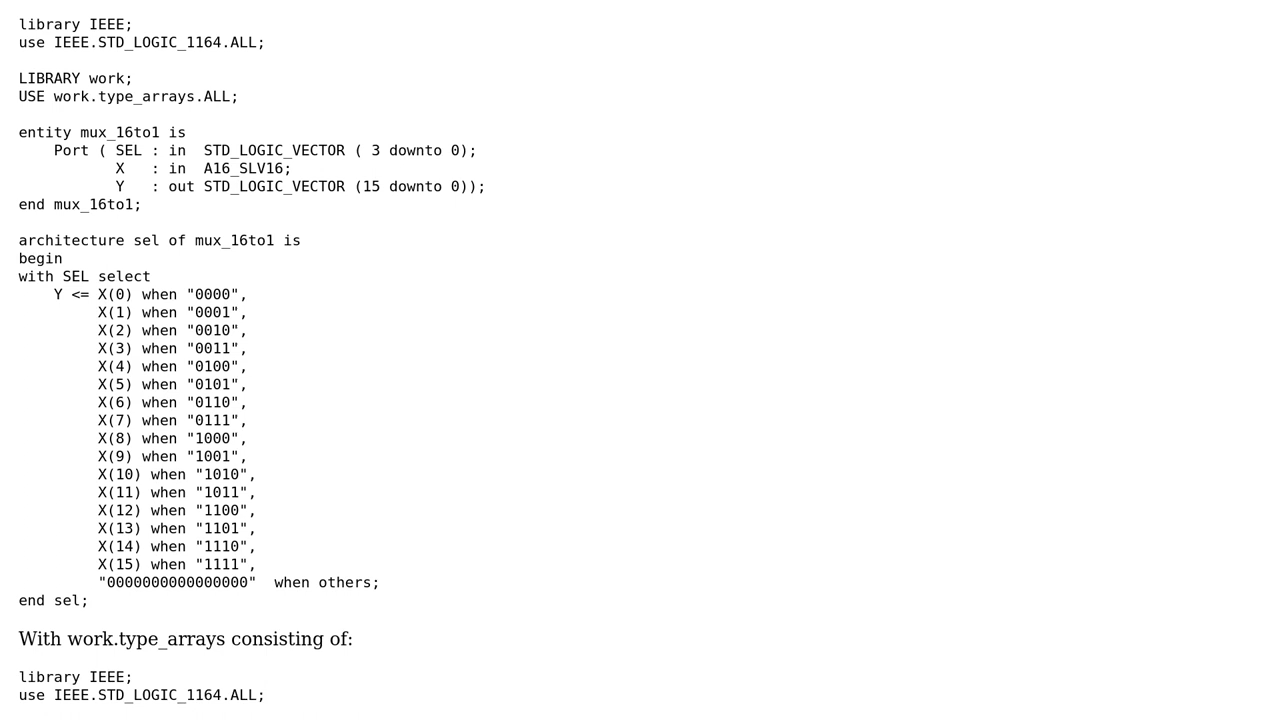 library IEEE;
use IEEE.STD_LOGIC_1164.ALL;
LIBRARY work;
USE work.type_arrays.ALL;
entity mux_16to1 is
    Port ( SEL : in  STD_LOGIC_VECTOR ( 3 downto 0);
           X   : in  A16_SLV16;
           Y   : out STD_LOGIC_VECTOR (15 downto 0));
end mux_16to1;
architecture sel of mux_16to1 is
begin
with SEL select
    Y <= X(0) when "0000",
         X(1) when "0001",
         X(2) when "0010",
         X(3) when "0011",
         X(4) when "0100",
         X(5) when "0101",
         X(6) when "0110",
         X(7) when "0111",
         X(8) when "1000",
         X(9) when "1001",
         X(10) when "1010",
         X(11) when "1011",
         X(12) when "1100",
         X(13) when "1101",
         X(14) when "1110",
         X(15) when "1111",
         "0000000000000000"  when others;
end sel;
With work.type_arrays consisting of:
library IEEE;
use IEEE.STD_LOGIC_1164.ALL;